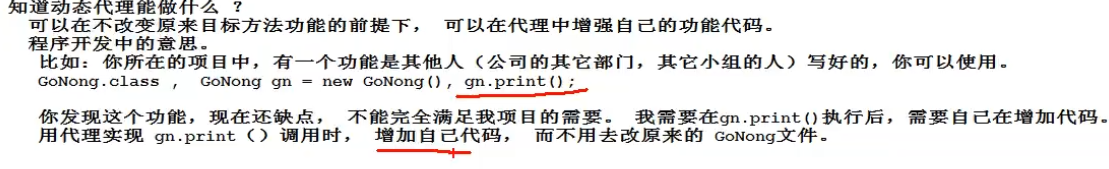 知道动态代理能做什么 ？
可以在不改变原来目标方法功能的前提下， 可以在代理中增强自己的功能代码。
程序开发中的意思。
比如：你所在的项目中，有一个功能是其他人（公司的其它部门，其它小组的人）写好的，你可以使用。
GoNong.class , GoNong gn = new GoNong(), gn.print();
你发现这个功能，现在还缺点， 不能完全满足我项目的需要。 我需要在gn.print()执行后，需要自己在增加代码。
用代理实现 gn.print（）调用时， 增加自己代码， 而不用去改原来的 GoNong文件。